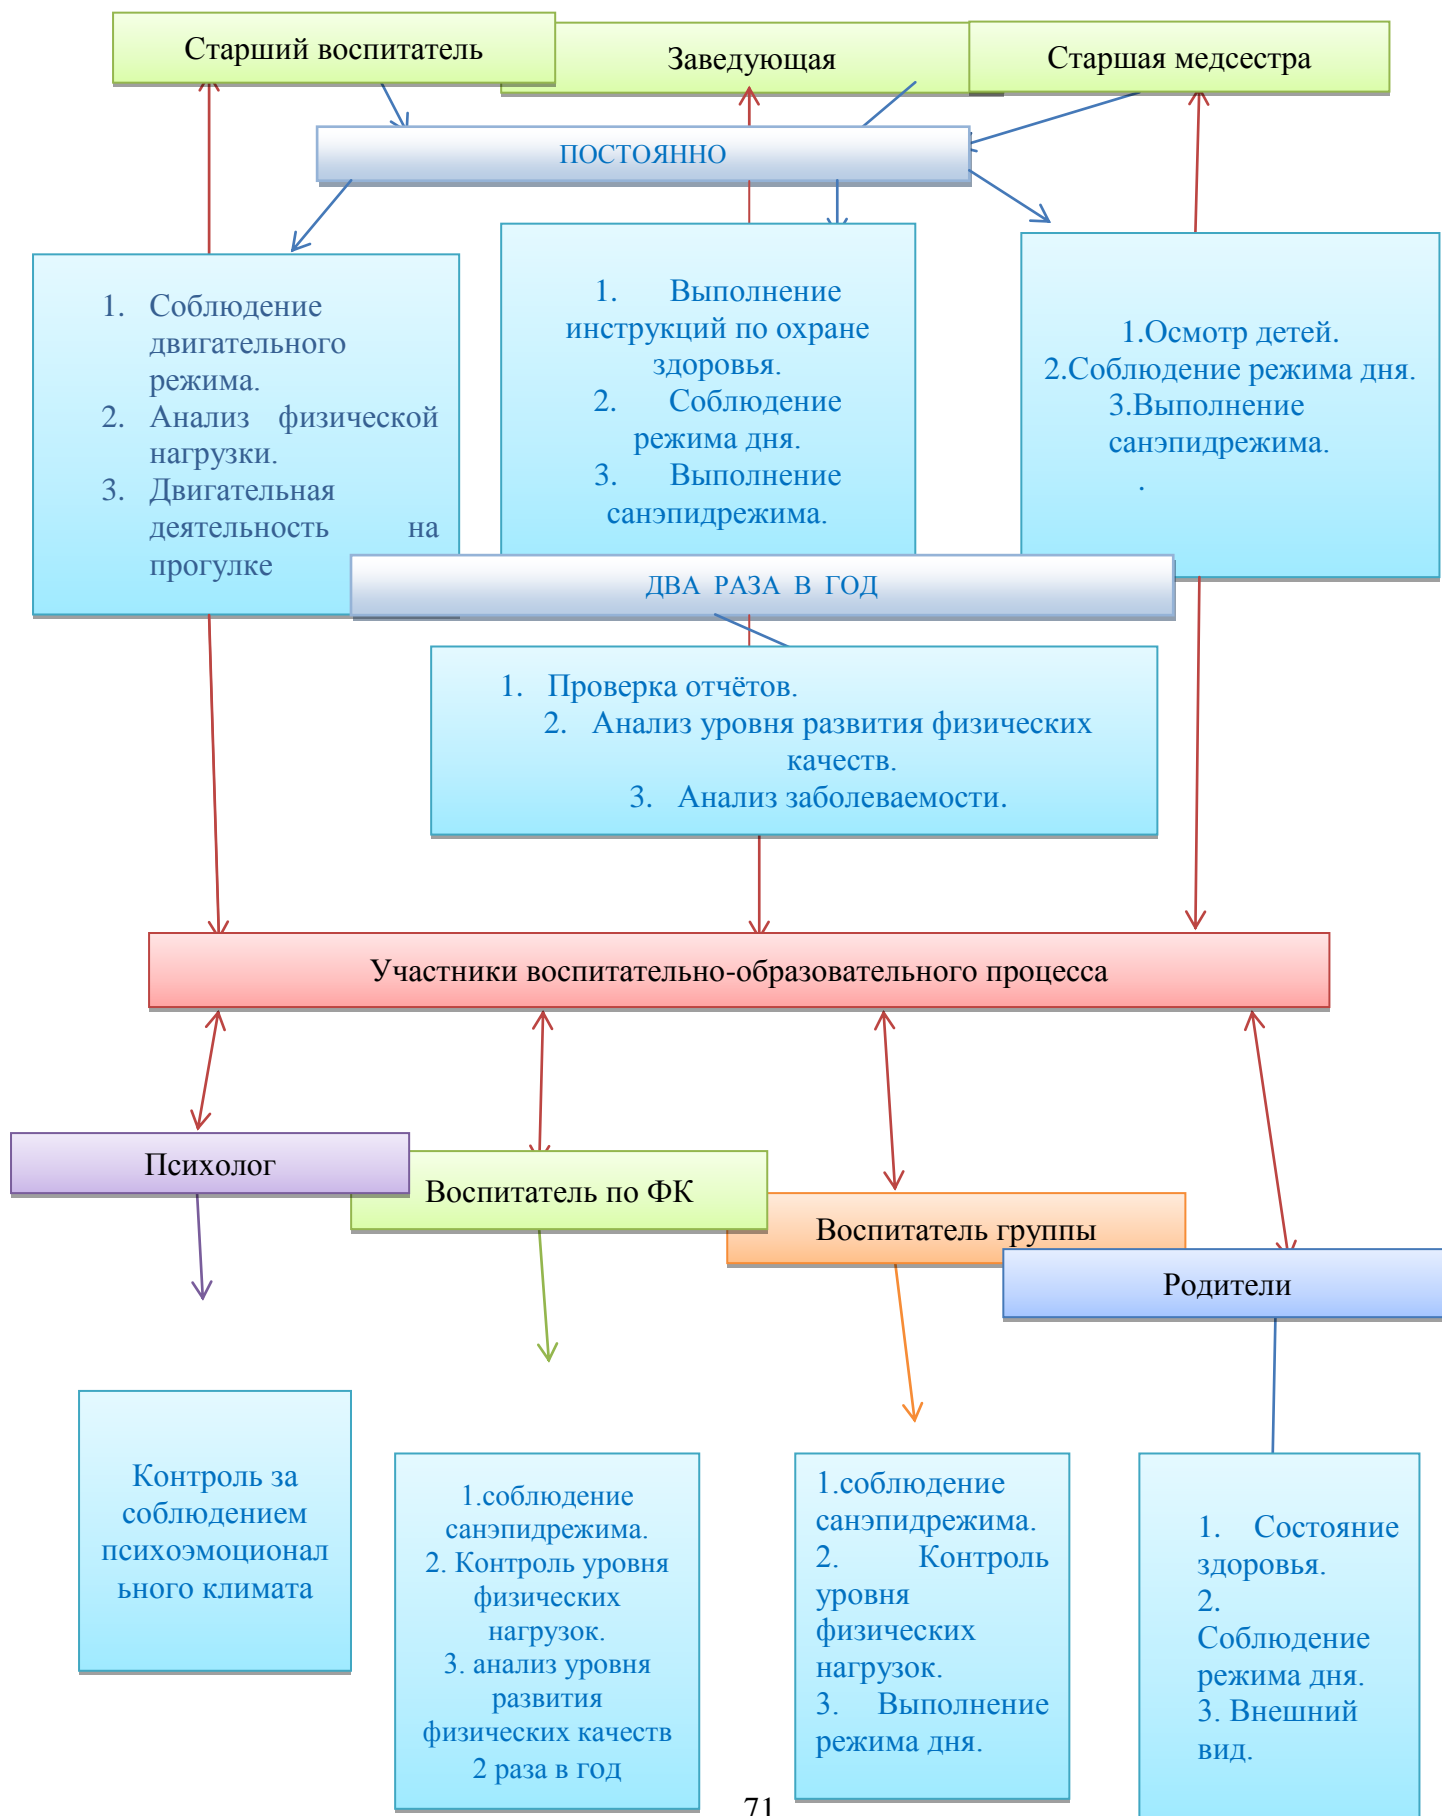 Старший воспитатель
Заведующая
Старшая медсестра
ПОСТОЯННО
1. Соблюдение
двигательного
режима.
2. Анализ физической
нагрузки.
3. Двигательная
деятельность на
прогулке
1. Выполнение
инструкций по охране
здоровья.
2. Соблюдение
режима дня.
3. Выполнение
санэпидрежима.
1.Осмотр детей.
2.Соблюдение режима дня.
3.Выполнение
санэпидрежима.
.
ДВА РАЗА В ГОД
1. Проверка отчётов.
2. Анализ уровня развития физических
качеств.
3. Анализ заболеваемости.
Участники воспитательно-образовательного процесса
Психолог
Воспитатель по ФК
Воспитатель группы
Родители
Контроль за
соблюдением
психоэмоционал
ьного климата
1.соблюдение
санэпидрежима.
2. Контроль уровня
физических
нагрузок.
3. анализ уровня
развития
физических качеств
2 раза в год
1.соблюдение
санэпидрежима.
2. Контроль
уровня
физических
нагрузок.
3. Выполнение
режима дня.
1. Состояние
здоровья.
2.
Соблюдение
режима дня.
3. Внешний
вид.
71